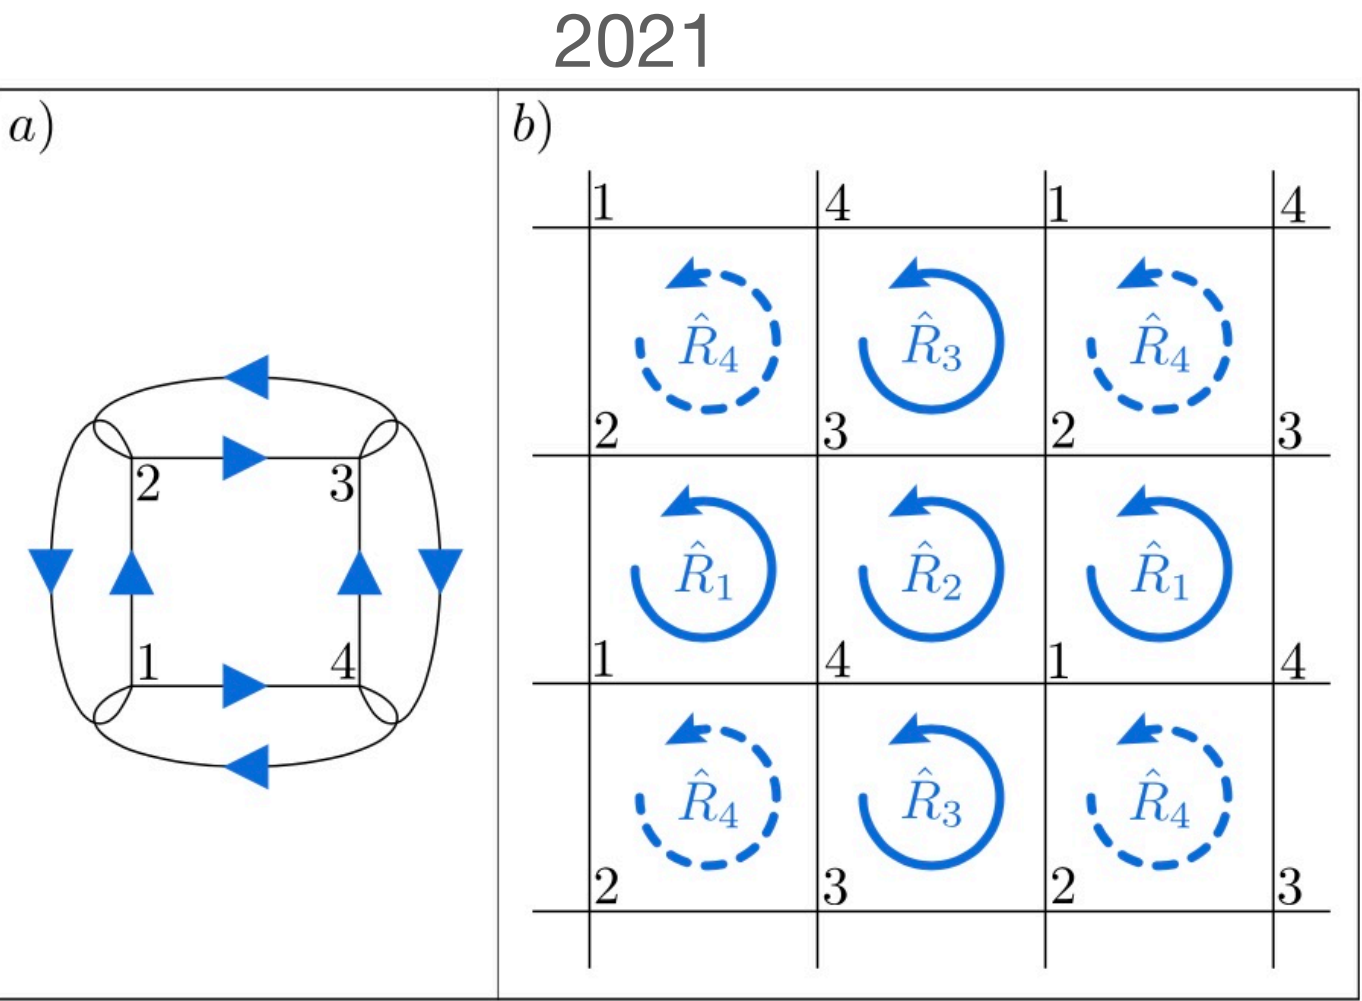 2021
a)
2 3
1 4
b)
1 4 1 4
R̂₄ R̂₃ R̂₄
2 3 2 3
R̂₁ R̂₂ R̂₁
1 4 1 4
R̂₄ R̂₃ R̂₄
2 3 2 3